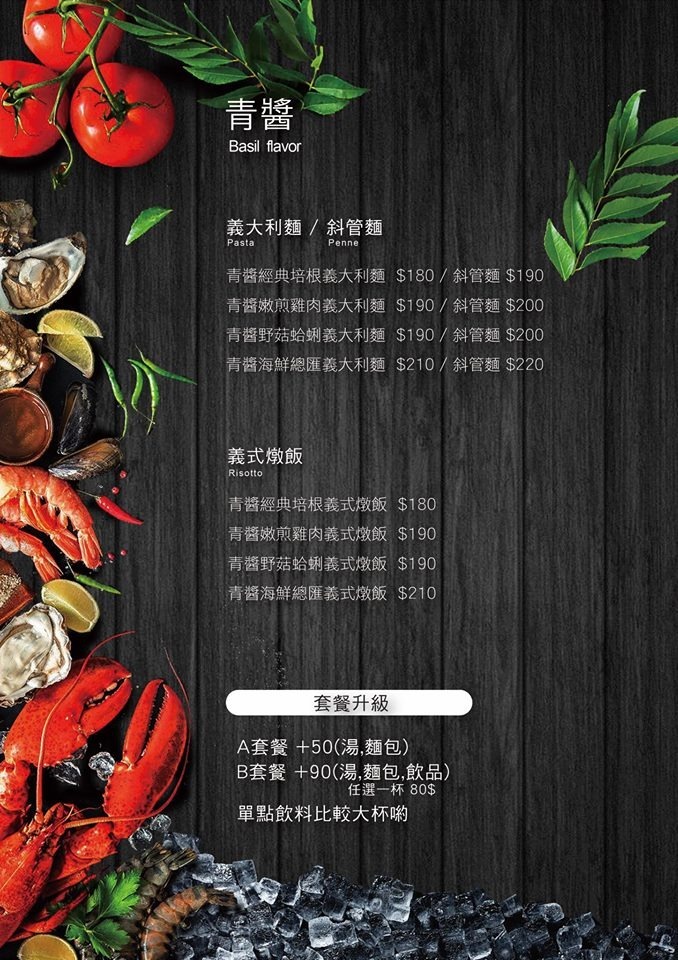 青醬
Basil flavor
義大利麵 / 斜管麵
Pasta Penne
青醬經典培根義大利麵 $180 / 斜管麵 $190
青醬嫩煎雞肉義大利麵 $190 / 斜管麵 $200
青醬野菇蛤蜊義大利麵 $190 / 斜管麵 $200
青醬海鮮總匯義大利麵 $210 / 斜管麵 $220
義式燉飯
Risotto
青醬經典培根義式燉飯 $180
青醬嫩煎雞肉義式燉飯 $190
青醬野菇蛤蜊義式燉飯 $190
青醬海鮮總匯義式燉飯 $210
套餐升級
A套餐 +50(湯,麵包)
B套餐 +90(湯,麵包,飲品)
任選一杯 80$
單點飲料比較大杯喲